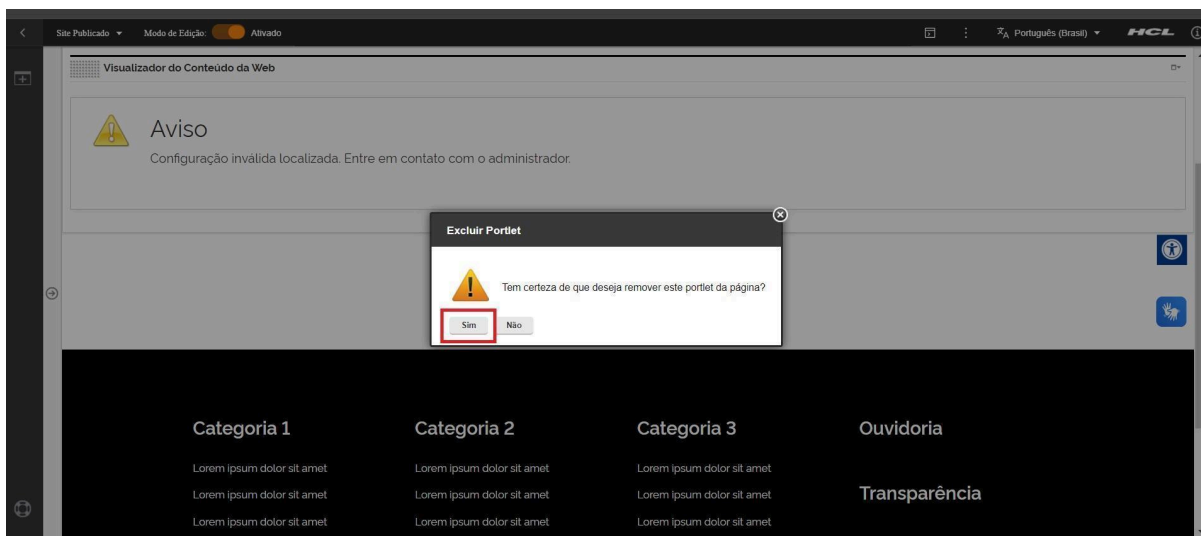 Site Publicado
Modo de Edição:
Ativado
Português (Brasil)
HCL
Visualizador do Conteúdo da Web
Aviso
Configuração inválida localizada. Entre em contato com o administrador.
Excluir Portlet
Tem certeza de que deseja remover este portlet da página?
Sim
Não
Categoria 1
Categoria 2
Categoria 3
Ouvidoria
Lorem ipsum dolor sit amet
Lorem ipsum dolor sit amet
Lorem ipsum dolor sit amet
Lorem ipsum dolor sit amet
Lorem ipsum dolor sit amet
Lorem ipsum dolor sit amet
Transparência
Lorem ipsum dolor sit amet
Lorem ipsum dolor sit amet
Lorem ipsum dolor sit amet